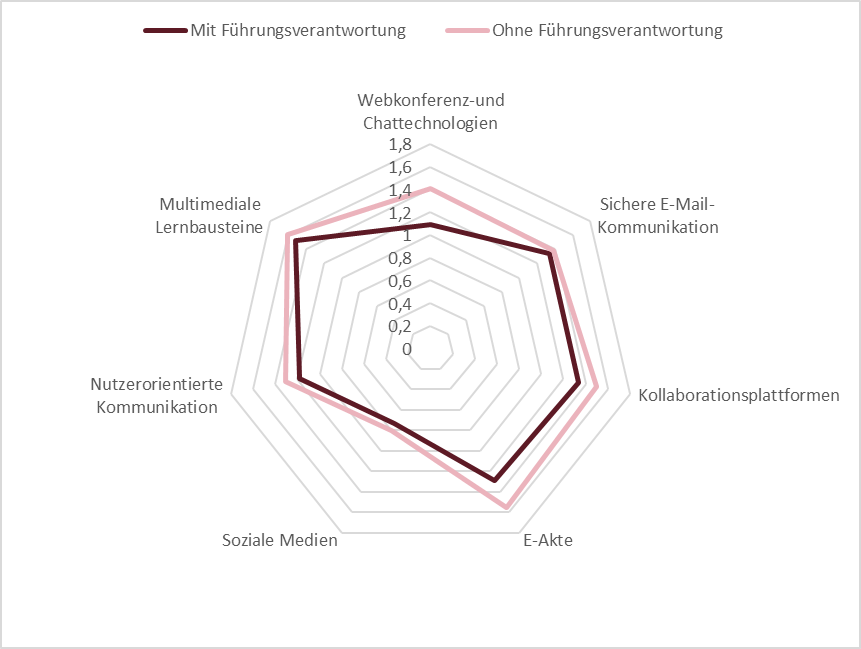 Mit Führungsverantwortung
Ohne Führungsverantwortung
Webkonferenz-und
Chattechnologien
1,8
1,6
1,4
1,2
1
0,8
0,6
0,4
0,2
0
Sichere E-Mail-
Kommunikation
Kollaborationsplattformen
E-Akte
Soziale Medien
Nutzerorientierte
Kommunikation
Multimediale
Lernbausteine